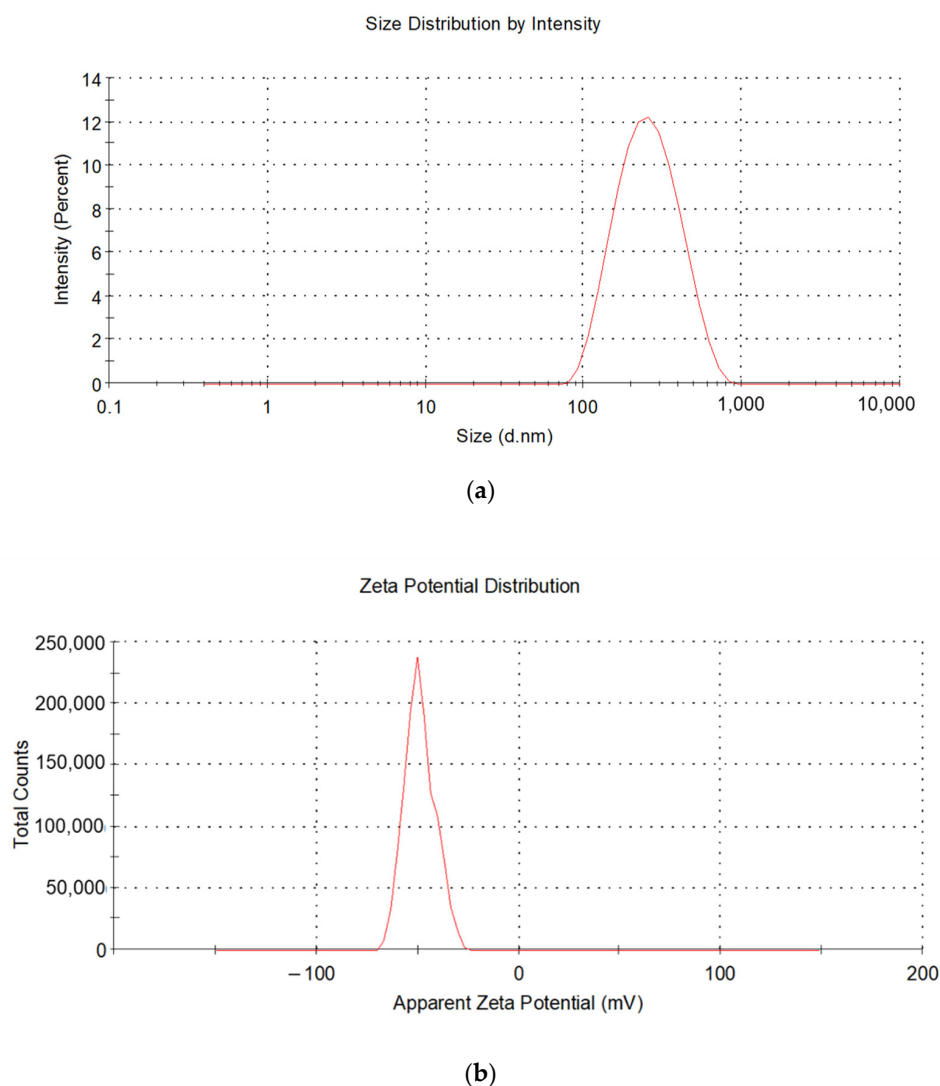 Size Distribution by Intensity
14
12
10
8
6
4
2
0
Intensity (Percent)
0.1 1 10 100 1,000 10,000
Size (d.nm)
(a)
Zeta Potential Distribution
250,000
200,000
150,000
100,000
50,000
0
Total Counts
−100 0 100 200
Apparent Zeta Potential (mV)
(b)